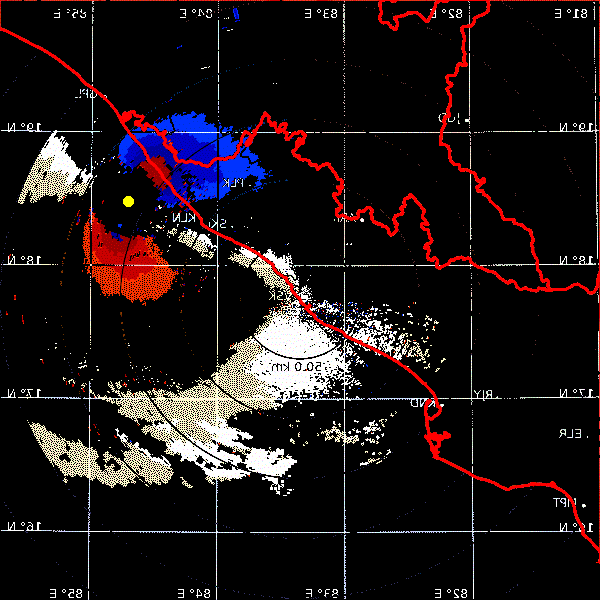 85° E 84° E 83° E 82° E 81° E
GPL
JGD
19° N 19° N
PLK
KLN
SKL
18° N 18° N
50.0 km
17° N 17° N
RJY
KND
ELR
MPT
16° N 16° N
85° E 84° E 83° E 82° E